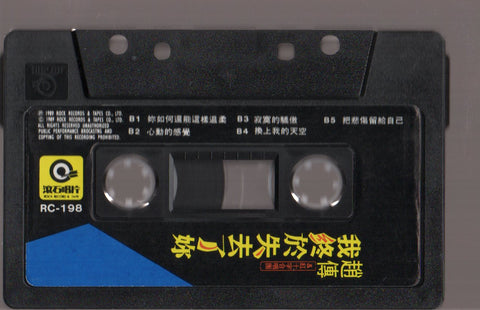 ℗ 1989 ROCK RECORDS & TAPES CO., LTD.
© 1989 ROCK RECORDS & TAPES CO., LTD.
ALL RIGHTS RESERVED UNAUTHORIZED
PUBLIC PERFORMANCE BROCASTING AND
COPYING OF THIS RECORDING PROHIBITED.
B1 妳如何還能這樣溫柔
B2 心動的感覺
B3 寂寞的驕傲
B4 換上我的天空
B5 把悲傷留給自己
滾石唱片
ROCK RECORDS & TAPES
RC-198
趙傳
我終於失去了妳